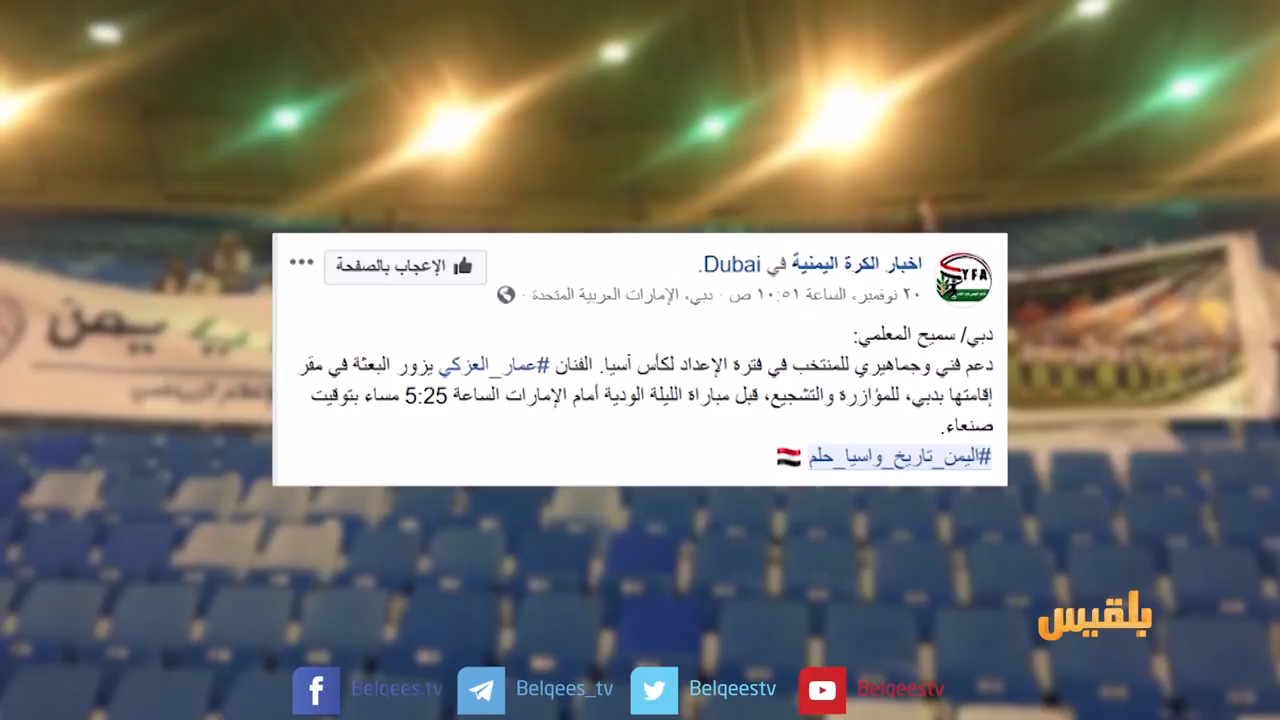 يمن
اخبار الكرة اليمنية في Dubai.
الإعجاب بالصفحة
YFA
٢٠ نوفمبر، الساعة ١٠:٥١ ص · دبي، الإمارات العربية المتحدة ·
دبي/ سميح المعلمي:
دعم فني وجماهيري للمنتخب في فترة الإعداد لكأس آسيا. الفنان #عمار_العزكي يزور البعثة في مقر
إقامتها بدبي، للمؤازرة والتشجيع، قبل مباراة الليلة الودية أمام الإمارات الساعة 5:25 مساء بتوقيت
صنعاء.
#اليمن_تاريخ_واسيا_حلم
بلقيس
Belqees.tv
Belqees_tv
Belqeestv
Belqeestv